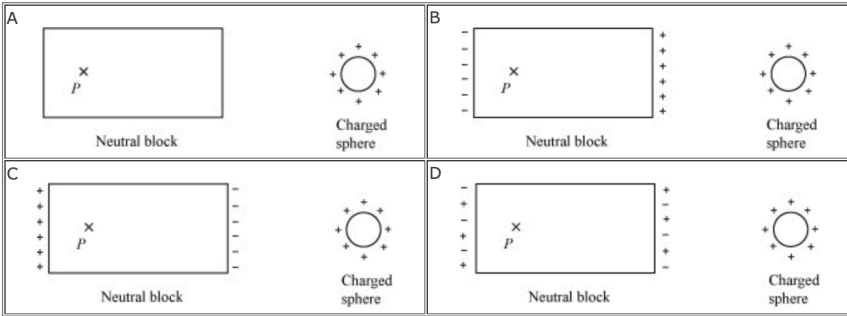 A
P
Neutral block
Charged
sphere
B
- +
- +
- +
- +
- +
- +
P
Neutral block
Charged
sphere
C
+ -
+ -
+ -
+ -
+ -
+ -
P
Neutral block
Charged
sphere
D
- +
+ -
- +
+ -
- +
+ -
P
Neutral block
Charged
sphere